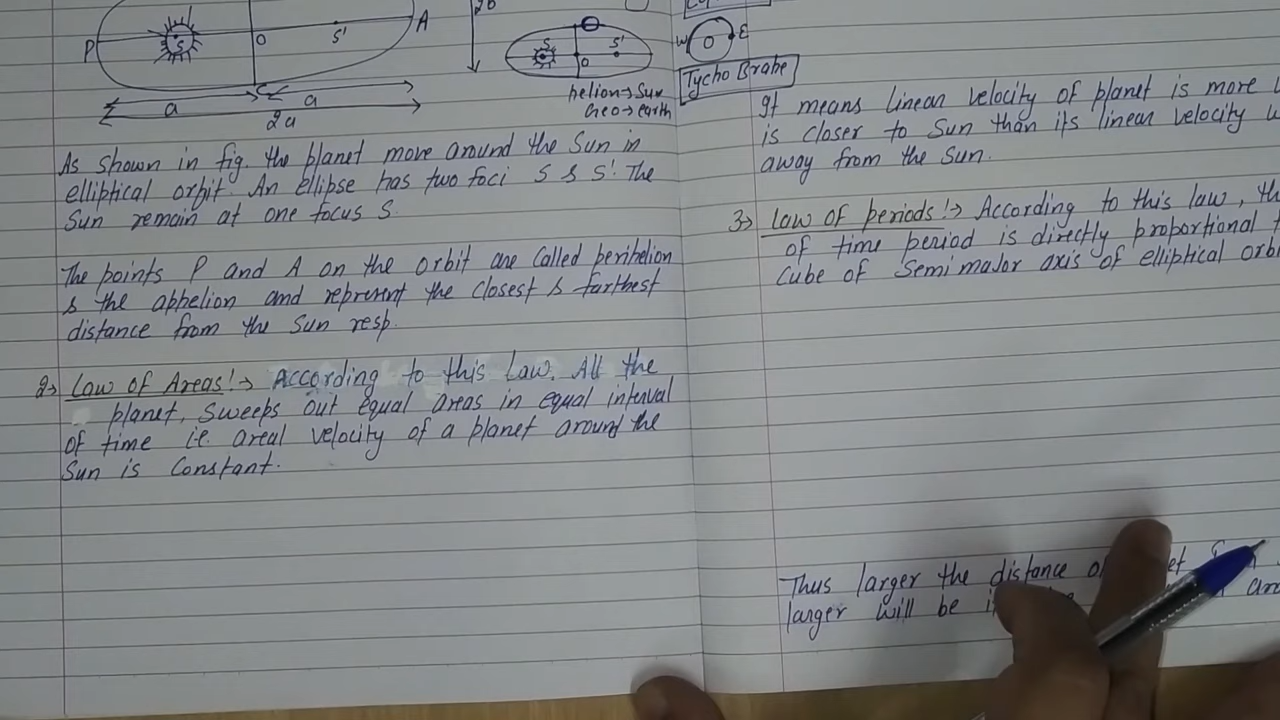 P
S
O
S'
A
a
a
2a
2b
S
S'
O
helion→Sun
Geo→earth
W
E
Tycho Brahe
As shown in fig. the planet move around the Sun in
elliptical orbit. An ellipse has two foci S & S'. The
Sun remain at one focus S.
The points P and A on the orbit are called perihelion
& the aphelion and represent the closest & farthest
distance from the Sun resp.
2→ Law of Areas!→ According to this Law, All the
planet, sweeps out equal areas in equal interval
of time i.e. areal velocity of a planet around the
Sun is Constant.
It means linear velocity of planet is more
is closer to Sun than its linear velocity
away from the Sun.
3→ Law of periods!→ According to this law,
of time period is directly proportional
Cube of Semi major axis of elliptical
Thus larger the distance
larger will be